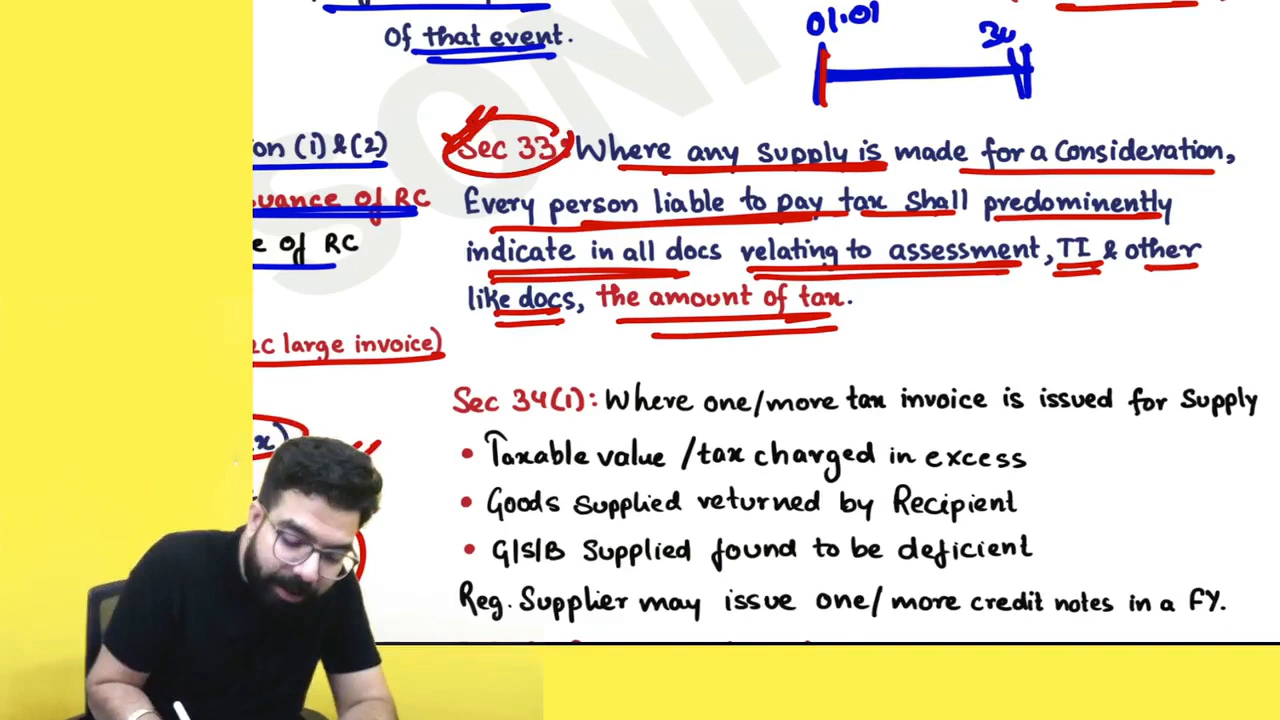 Of that event.
01.01
30
on (1) & (2)
uance of RC
e of RC
c large invoice)
Sec 33: Where any supply is made for a Consideration,
Every person liable to pay tax shall predominently
indicate in all docs relating to assessment, TI & other
like docs, the amount of tax.
Sec 34(1): Where one/more tax invoice is issued for Supply
• Taxable value /tax charged in excess
• Goods supplied returned by Recipient
• G/S/B Supplied found to be deficient
Reg. Supplier may issue one/more credit notes in a FY.
SONI